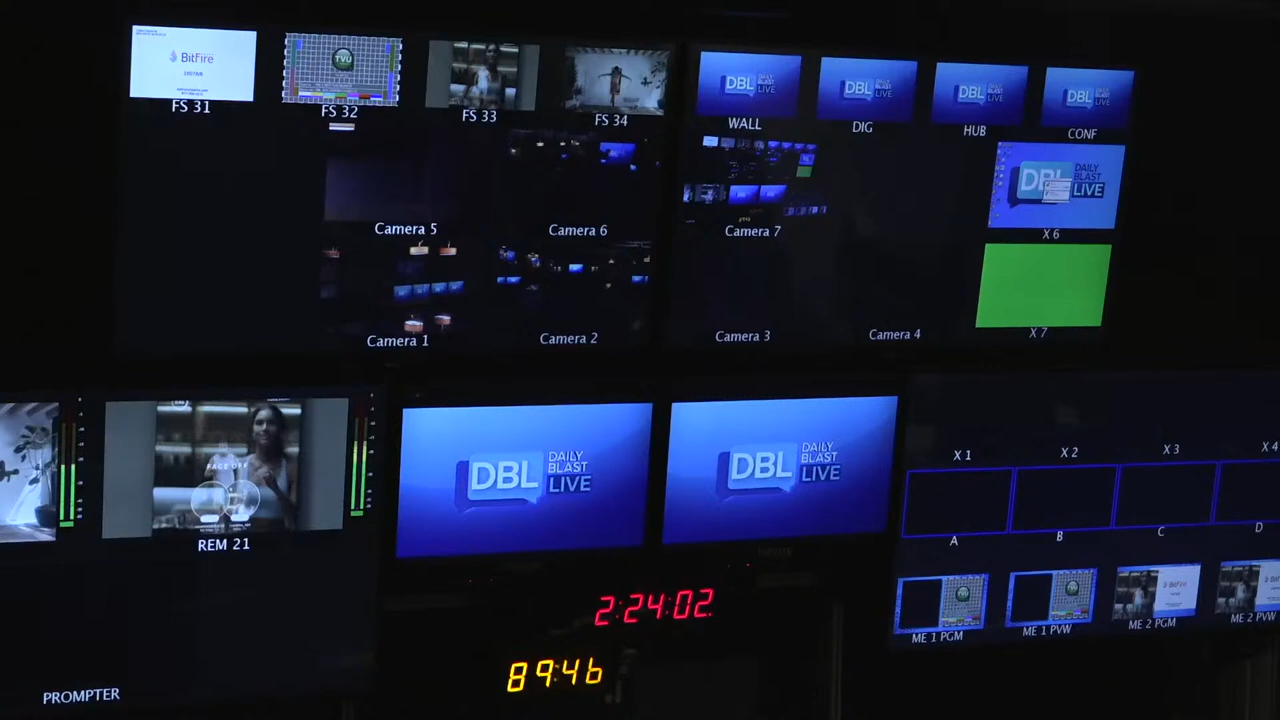 BitFire
FS 31
TVU
FS 32
FS 33
FS 34
DBL DAILY BLAST LIVE
WALL
DBL DAILY BLAST LIVE
DIG
DBL DAILY BLAST LIVE
HUB
DBL DAILY BLAST LIVE
CONF
Camera 5
Camera 6
Camera 7
DBL DAILY BLAST LIVE
X 6
Camera 1
Camera 2
Camera 3
Camera 4
X 7
FACE OFF
REM 21
DBL DAILY BLAST LIVE
DBL DAILY BLAST LIVE
X 1
X 2
X 3
X 4
A
B
C
D
2:24:02
89:46
ME 1 PGM
ME 1 PVW
BitFire
ME 2 PGM
ME 2 PVW
PROMPTER